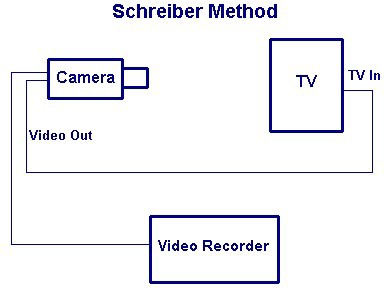 Schreiber Method
Camera
TV
TV In
Video Out
Video Recorder